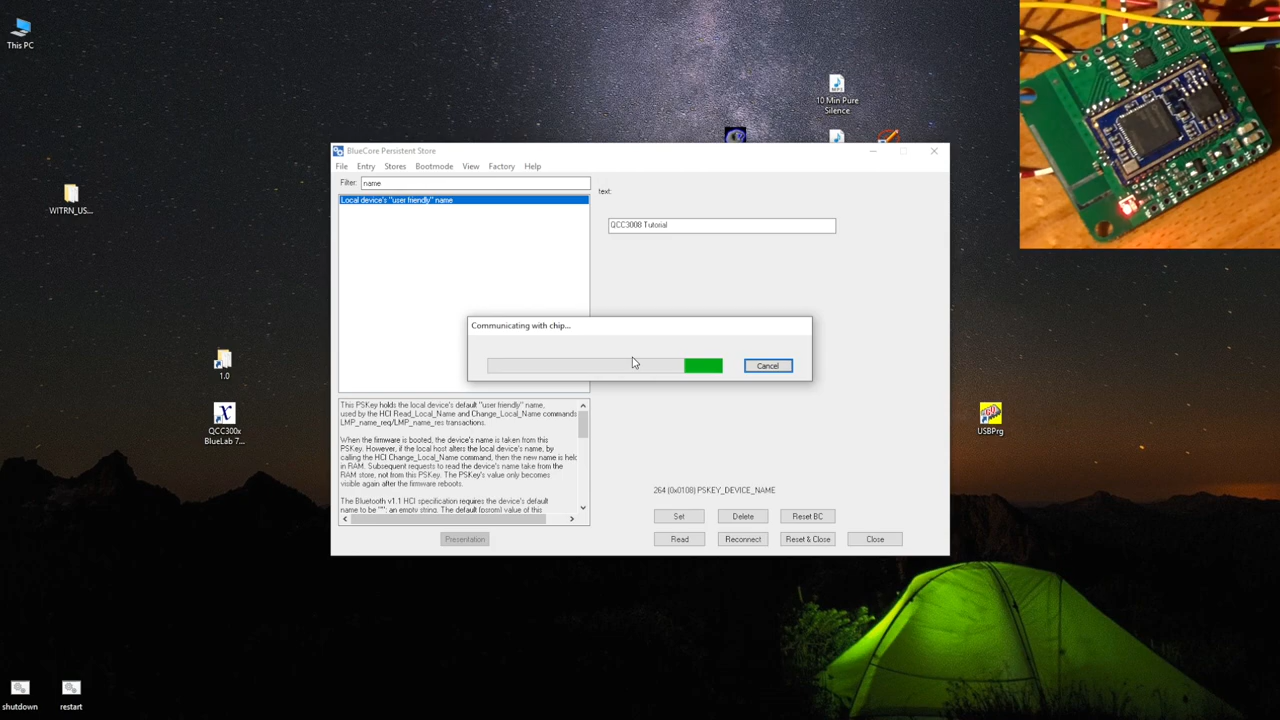 This PC
10 Min Pure
Silence
WITRN_US...
1.0
QCC300x
BlueLab 7...
USBPrg
shutdown
restart
BlueCore Persistent Store
File Entry Stores Bootmode View Factory Help
Filter: name
Local device's "user friendly" name
text:
QCC3008 Tutorial
Communicating with chip...
Cancel
This PSKey holds the local device's default "user friendly" name,
used by the HCI Read_Local_Name and Change_Local_Name commands
LMP_name_req/LMP_name_res transactions.
When the firmware is booted, the device's name is taken from this
PSKey. However, if the local host alters the local device's name, by
calling the HCI Change_Local_Name command, then the new name is held
in RAM. Subsequent requests to read the device's name take from the
RAM store, not from this PSKey. The PSKey's value only becomes
visible again after the firmware reboots.
The Bluetooth v1.1 HCI specification requires the device's default
name to be ""; an empty string. The default (psrom) value of this
Presentation
264 (0x0108) PSKEY_DEVICE_NAME
Set Delete Reset BC
Read Reconnect Reset & Close Close